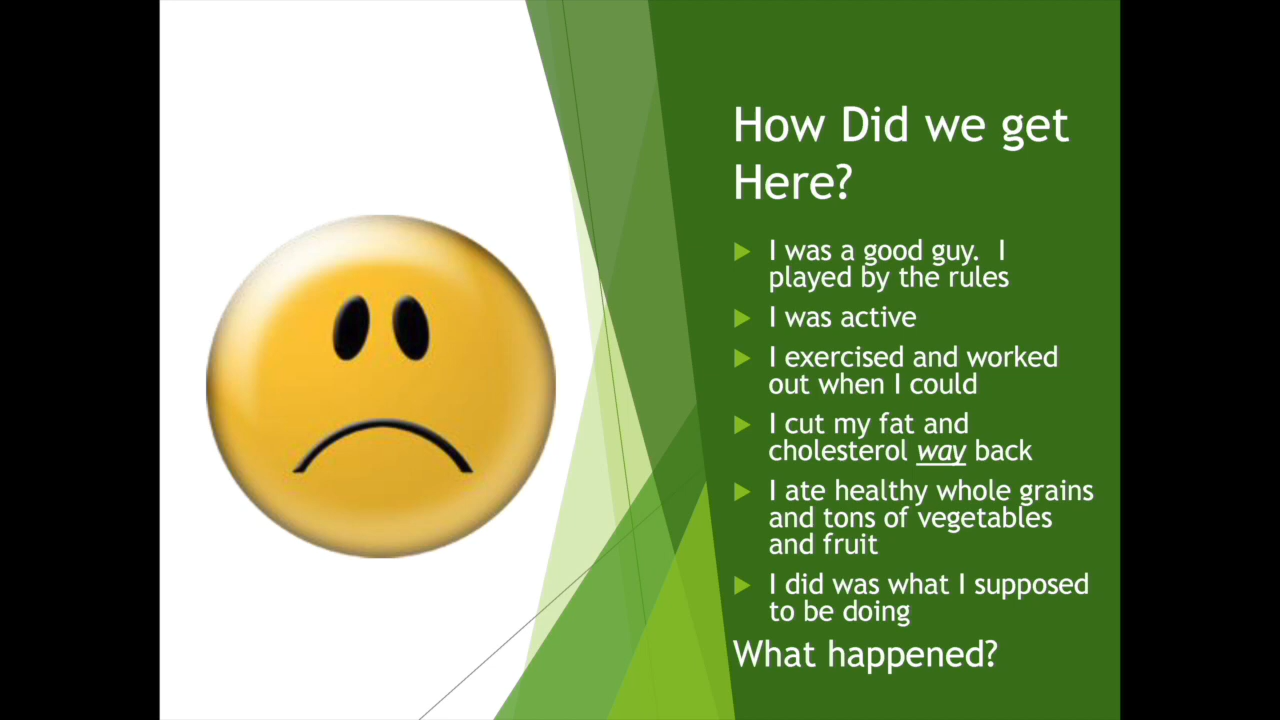 How Did we get
Here?
I was a good guy.  I
played by the rules
I was active
I exercised and worked
out when I could
I cut my fat and
cholesterol way back
I ate healthy whole grains
and tons of vegetables
and fruit
I did was what I supposed
to be doing
What happened?